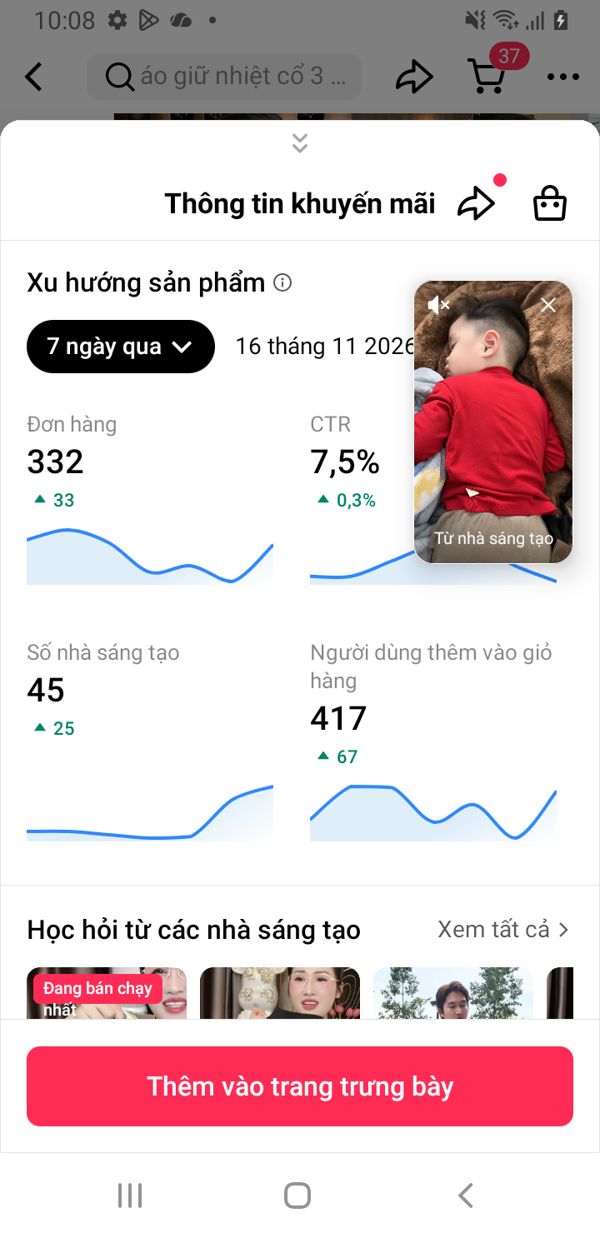 10:08
áo giữ nhiệt cổ 3 ...
37
Thông tin khuyến mãi
Xu hướng sản phẩm
7 ngày qua
16 tháng 11 2026
Đơn hàng
332
33
CTR
7,5%
0,3%
Từ nhà sáng tạo
Số nhà sáng tạo
45
25
Người dùng thêm vào giỏ
hàng
417
67
Học hỏi từ các nhà sáng tạo
Xem tất cả
Đang bán chạy
nhất
Thêm vào trang trưng bày